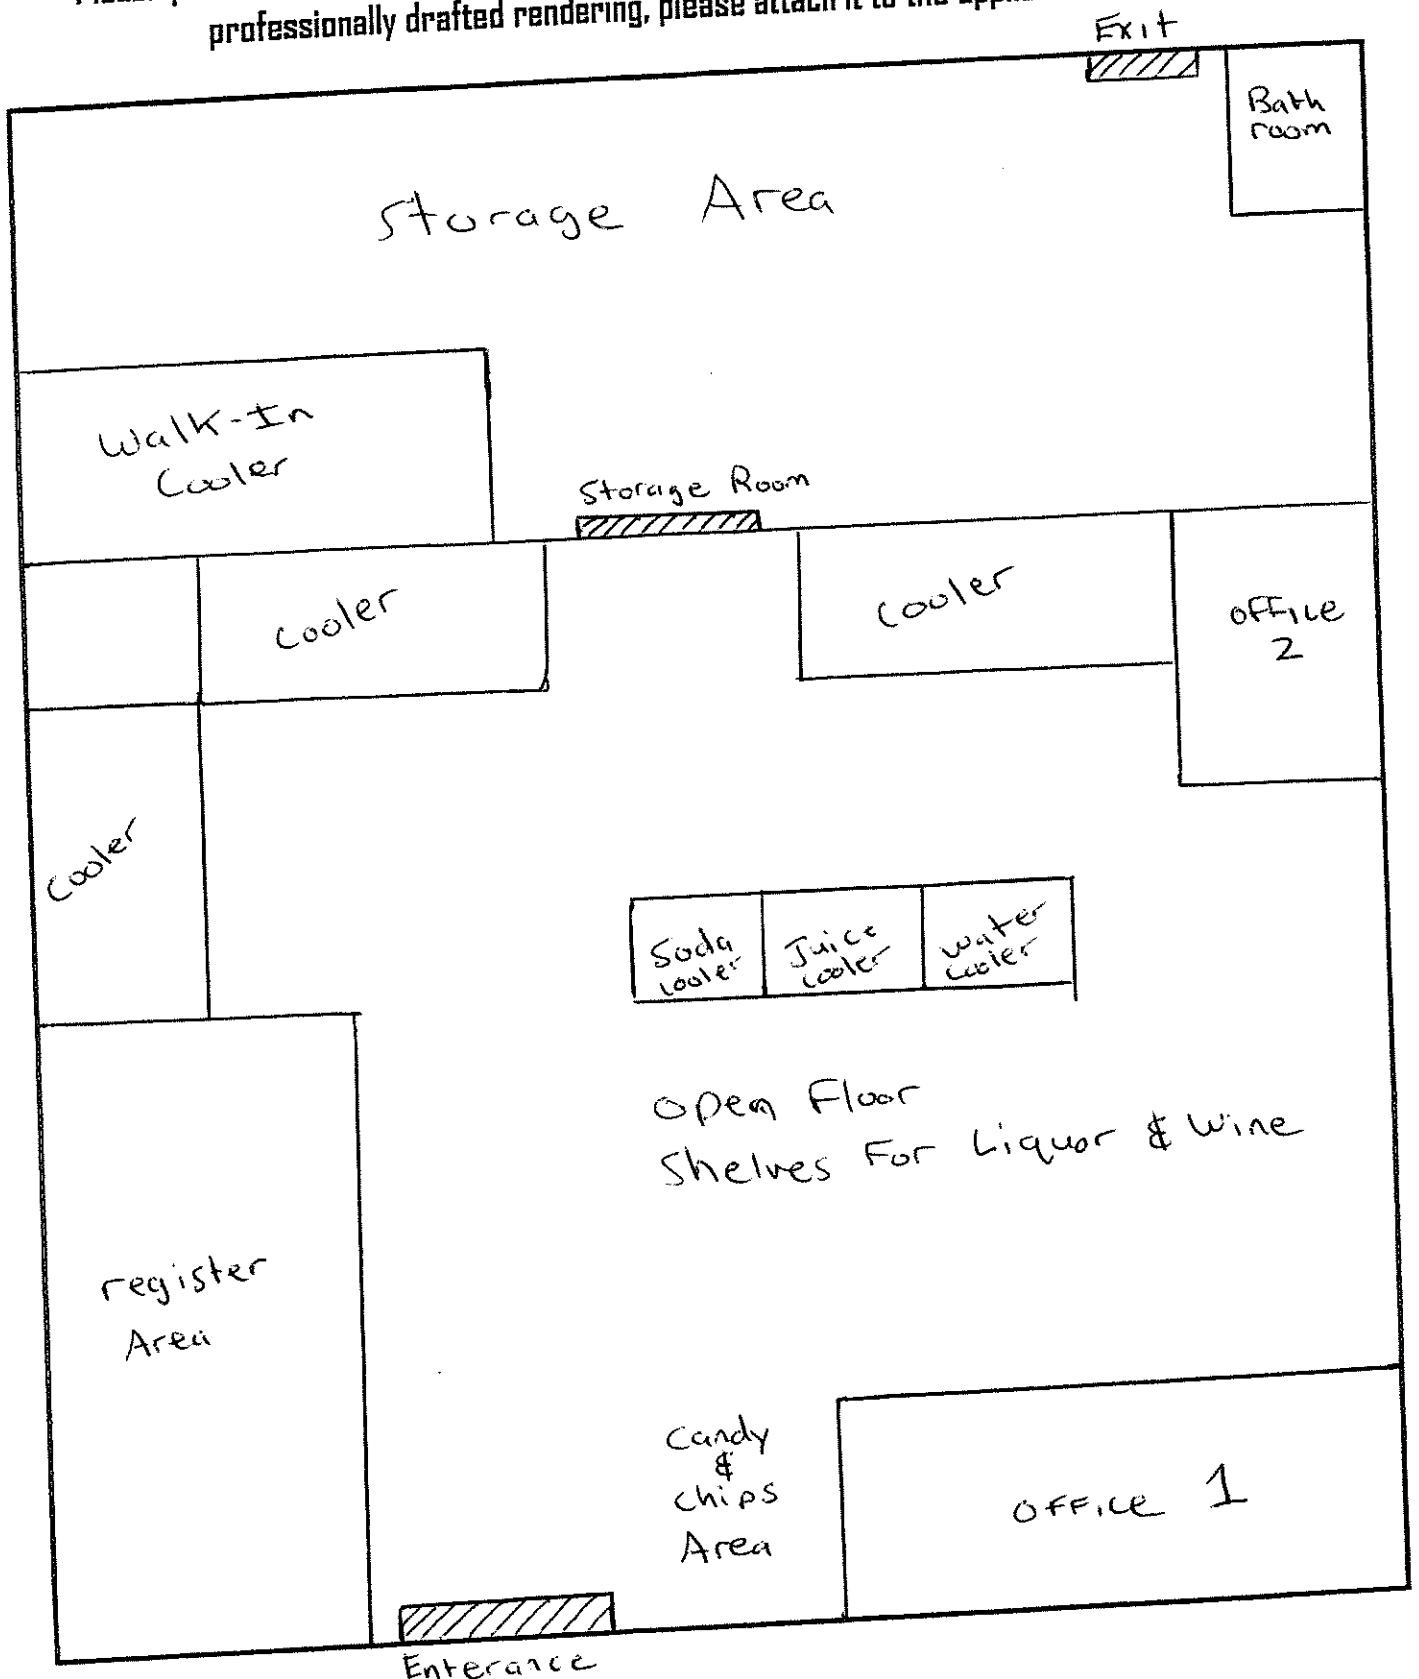 professionally drafted rendering, please attach it to the
Exit
Bath
room
Storage Area
Walk-In
Cooler
Storage Room
Cooler
Cooler
OFFice
2
Cooler
Soda
Cooler
Juice
Cooler
Water
Cooler
Open Floor
Shelves For Liquor & Wine
register
Area
Candy
&
Chips
Area
OFFice 1
Enterance